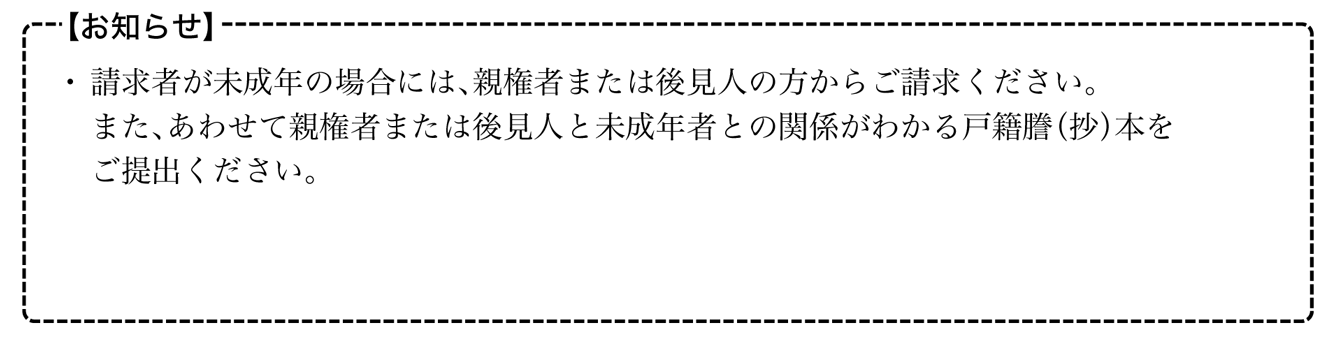 【お知らせ】
・ 請求者が未成年の場合には、親権者または後見人の方からご請求ください。
また、あわせて親権者または後見人と未成年者との関係がわかる戸籍謄(抄)本を
ご提出ください。